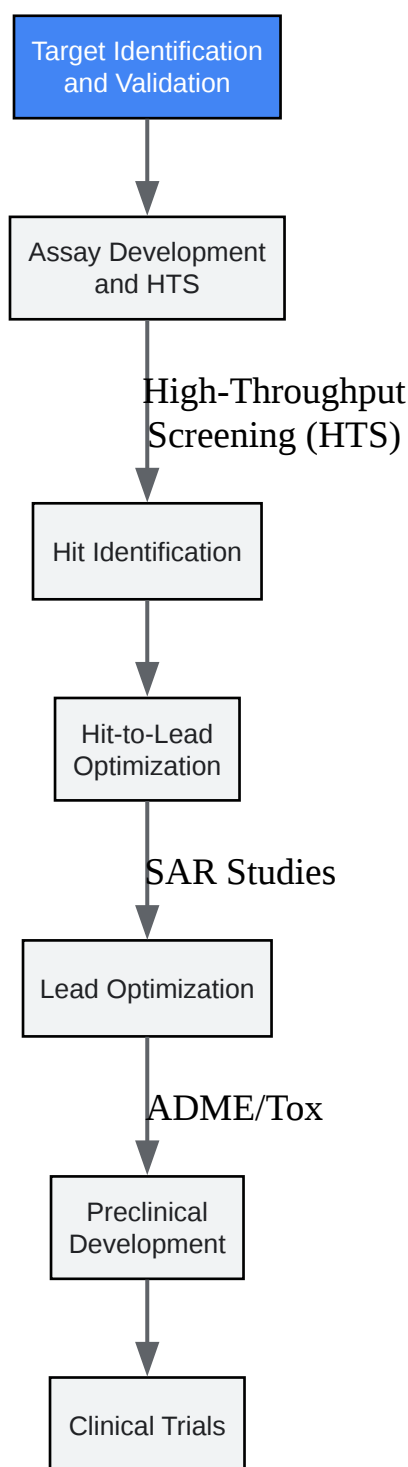 Target Identification
and Validation
Assay Development
and HTS
High-Throughput
Screening (HTS)
Hit Identification
Hit-to-Lead
Optimization
SAR Studies
Lead Optimization
ADME/Tox
Preclinical
Development
Clinical Trials